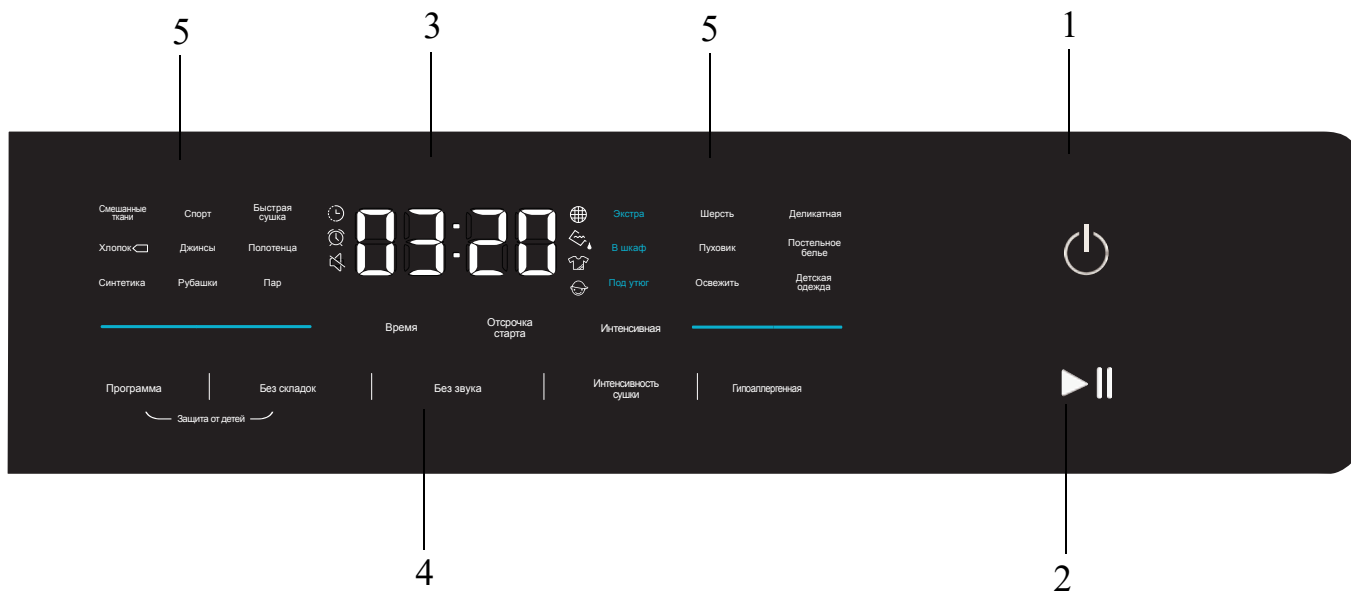 5
3
5
1
Смешанные
ткани
Спорт
Быстрая
сушка
Хлопок
Джинсы
Полотенца
Синтетика
Рубашки
Пар
03:20
Экстра
В шкаф
Под утюг
Шерсть
Деликатная
Пуховик
Постельное
белье
Освежить
Детская
одежда
Время
Отсрочка
старта
Интенсивная
Программа
Без складок
Без звука
Интенсивность
сушки
Гипоаллергенная
Защита от детей
4
2